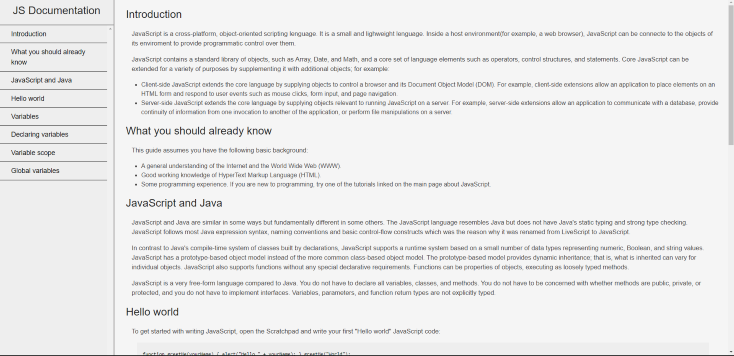 JS Documentation
Introduction
What you should already
know
JavaScript and Java
Hello world
Variables
Declaring variables
Variable scope
Global variables
Introduction
JavaScript is a cross-platform, object-oriented scripting lenguage. It is small and lighweight language. Inside a host environment(for example, a web browser), JavaScript can be connecte to the objects of
its enviroment to provide programmatic control over them.
JavaScript contains a standard library of objects, such as Array, Date, and Math, and a core set of language elements such as operators, control structures, and statements. Core JavaScript can be
extended for a variety of purposes by supplementing it with additional objects; for example:
• Client-side JavaScript extends the core language by supplying objects to control a browser and its Document Object Model (DOM). For example, client-side extensions allow an application to place elements on an
HTML form and respond to user events such as mouse clicks, form input, and page navigation.
• Server-side JavaScript extends the core language by supplying objects relevant to running JavaScript on a server. For example, server-side extensions allow an application to communicate with a database, provide
continuity of information from one invocation to another of the application, or perform file manipulations on a server.
What you should already know
This guide assumes you have the following basic background:
• A general understanding of the Internet and the World Wide Web (WWW).
• Good working knowledge of HyperText Markup Language (HTML).
• Some programming experience. If you are new to programming, try one of the tutorials linked on the main page about JavaScript.
JavaScript and Java
JavaScript and Java are similar in some ways but fundamentally different in some others. The JavaScript language resembles Java but does not have Java's static typing and strong type checking.
JavaScript follows most Java expression syntax, naming conventions and basic control-flow constructs which was the reason why it was renamed from LiveScript to JavaScript.
In contrast to Java's compile-time system of classes built by declarations, JavaScript supports a runtime system based on a small number of data types representing numeric, Boolean, and string values.
JavaScript has a prototype-based object model instead of the more common class-based object model. The prototype-based model provides dynamic inheritance; that is, what is inherited can vary for
individual objects. JavaScript also supports functions without any special declarative requirements. Functions can be properties of objects, executing as loosely typed methods.
JavaScript is a very free-form language compared to Java. You do not have to declare all variables, classes, and methods. You do not have to be concerned with whether methods are public, private, or
protected, and you do not have to implement interfaces. Variables, parameters, and function return types are not explicitly typed.
Hello world
To get started with writing JavaScript, open the Scratchpad and write your first "Hello world" JavaScript code:
function greetMe(yourName) { alert("Hello " + yourName); } greetMe("World");